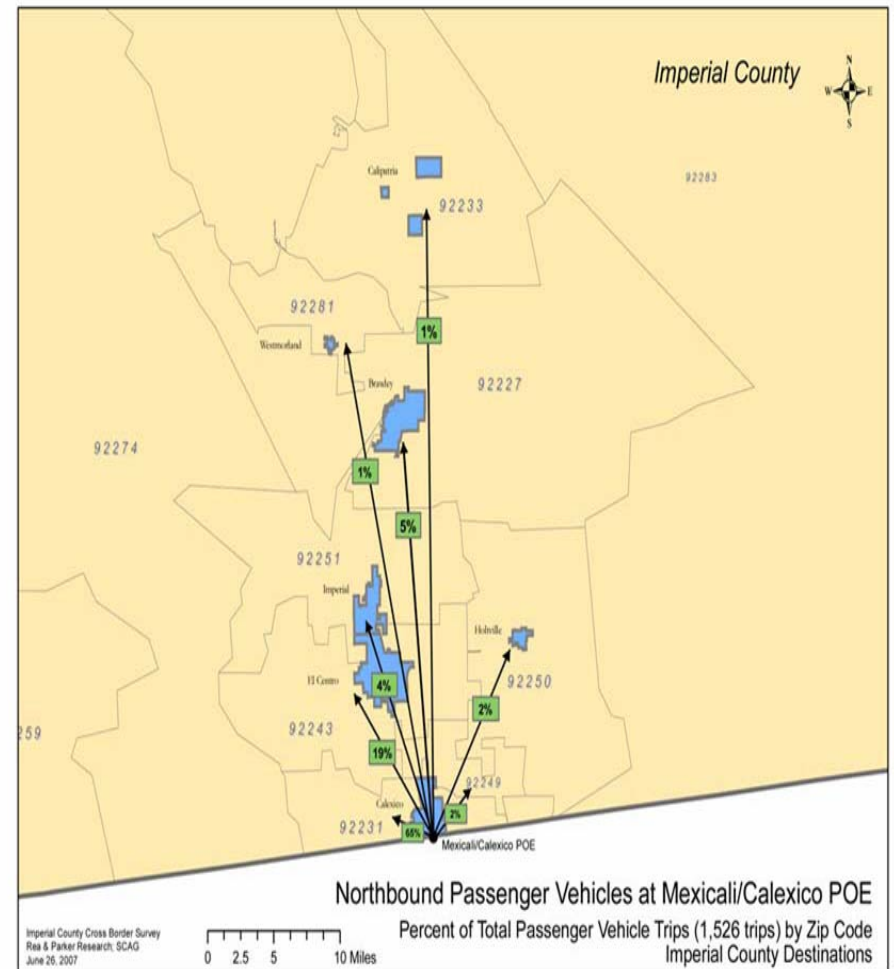 Imperial County
N
W E
S
Calipatria
92283
92233
92281
1%
Westmorland
Brawley
92227
92274
1%
5%
92251
Imperial
Holtville
El Centro
4%
92250
2%
92243
259
19%
92249
Calexico
2%
92231
65%
Mexicali/Calexico POE
Northbound Passenger Vehicles at Mexicali/Calexico POE
Percent of Total Passenger Vehicle Trips (1,526 trips) by Zip Code
Imperial County Destinations
Imperial County Cross Border Survey
Rea & Parker Research; SCAG
June 26, 2007
0 2.5 5 10 Miles